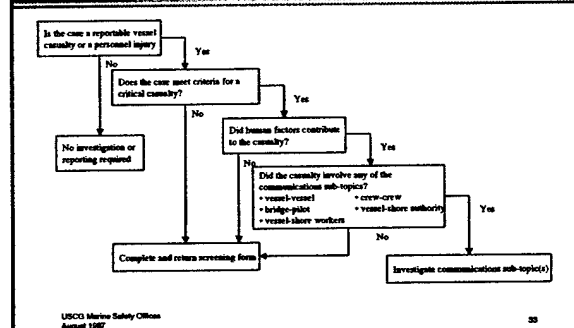 Is the case a reportable vessel
casualty or a personnel injury
Yes
No
Does the case meet criteria for a
critical casualty?
Yes
No
Did human factors contribute
to the casualty?
Yes
No
No investigation or
reporting required
Did the casualty involve any of the
communications sub-topics?
• vessel-vessel • crew-crew
• bridge-pilot • vessel-shore authority
• vessel-shore workers
Yes
No
Complete and return screening form
Investigate communications sub-topic(s)
USCG Marine Safety Offices
August 1997
33